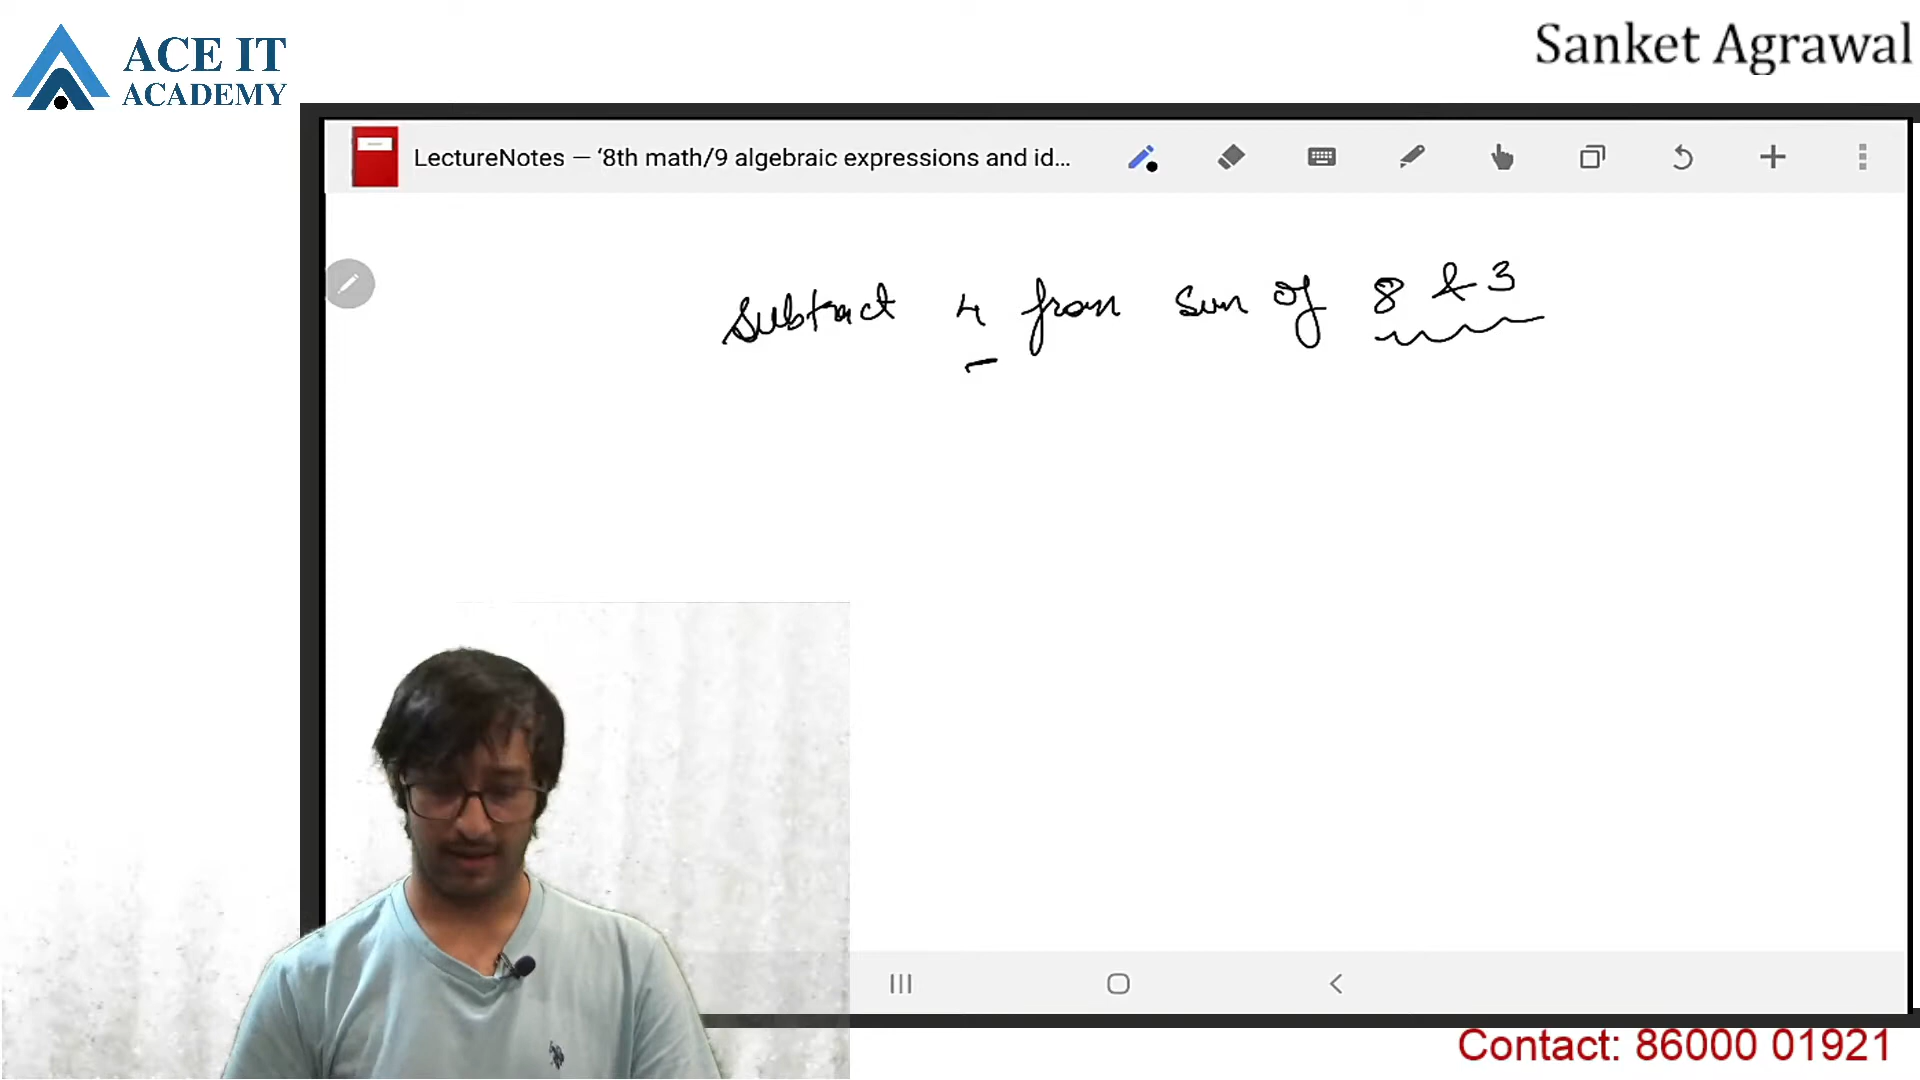 ACE IT
ACADEMY
Sanket Agrawal
LectureNotes – ‘8th math/9 algebraic expressions and id...
subtract 4 from sum of 8 & 3
Contact: 86000 01921